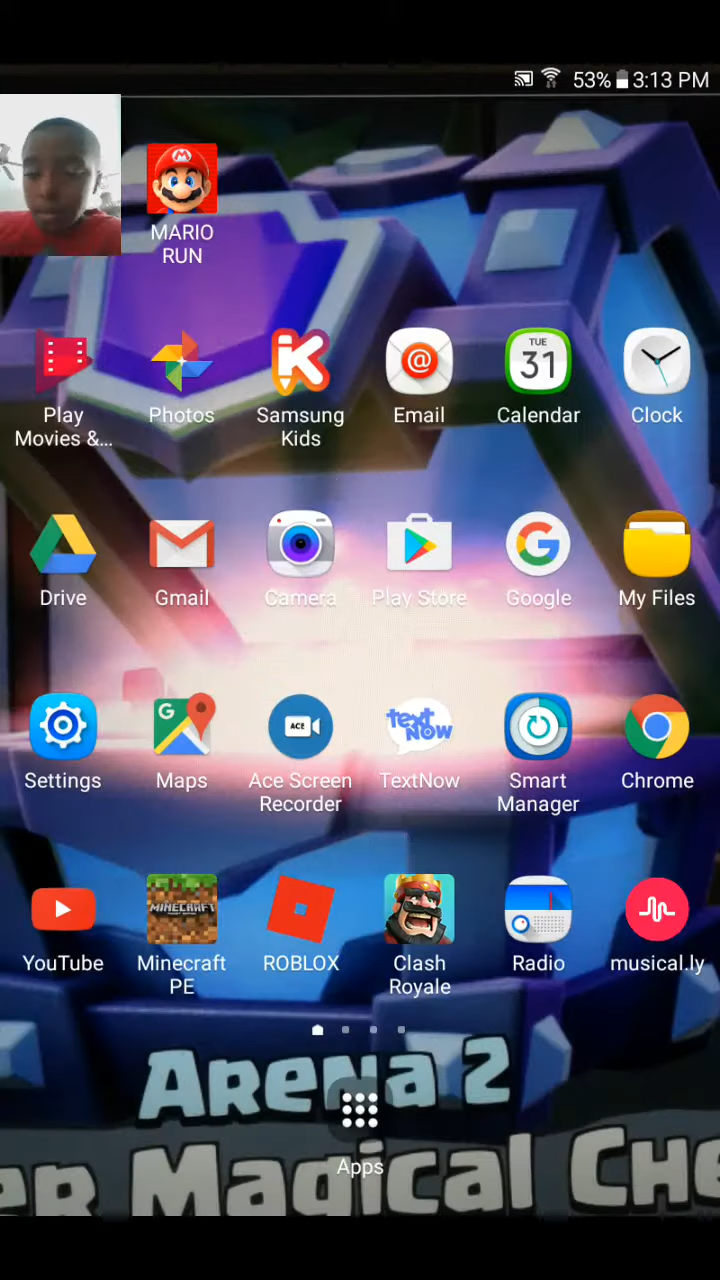 53% 3:13 PM
MARIO
RUN
TUE
31
Play
Movies &...
Photos
Samsung
Kids
Email
Calendar
Clock
Drive
Gmail
Camera
Play Store
Google
My Files
G
ACE
text
NOW
Settings
Maps
Ace Screen
Recorder
TextNow
Smart
Manager
Chrome
MINECRAFT
YouTube
Minecraft
PE
ROBLOX
Clash
Royale
Radio
musical.ly
ARENA 2
Apps
ER MAGICAL CHE